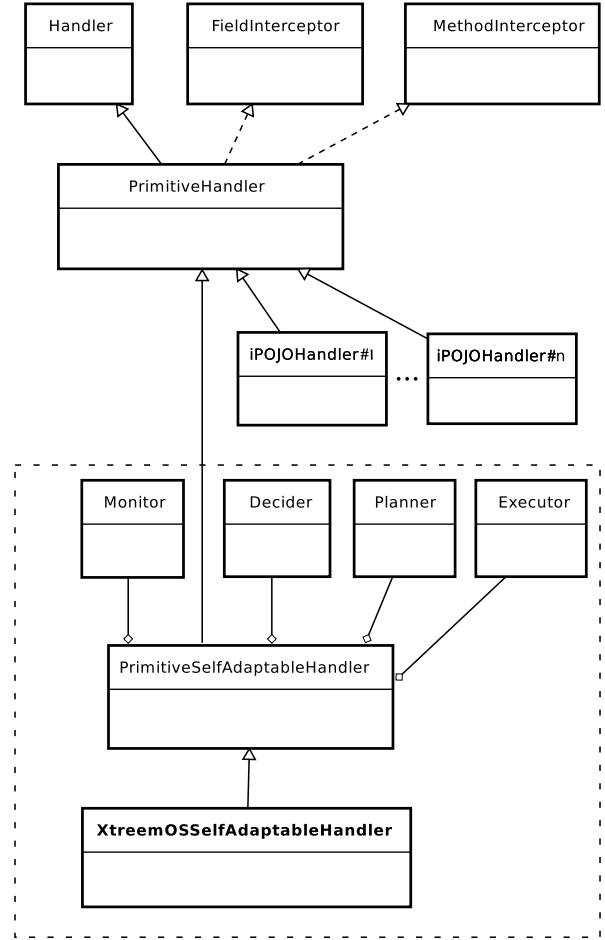 Handler
FieldInterceptor
MethodInterceptor
PrimitiveHandler
iPOJOHandler#I
iPOJOHandler#n
...
Monitor
Decider
Planner
Executor
PrimitiveSelfAdaptableHandler
XtreemOSSelfAdaptableHandler